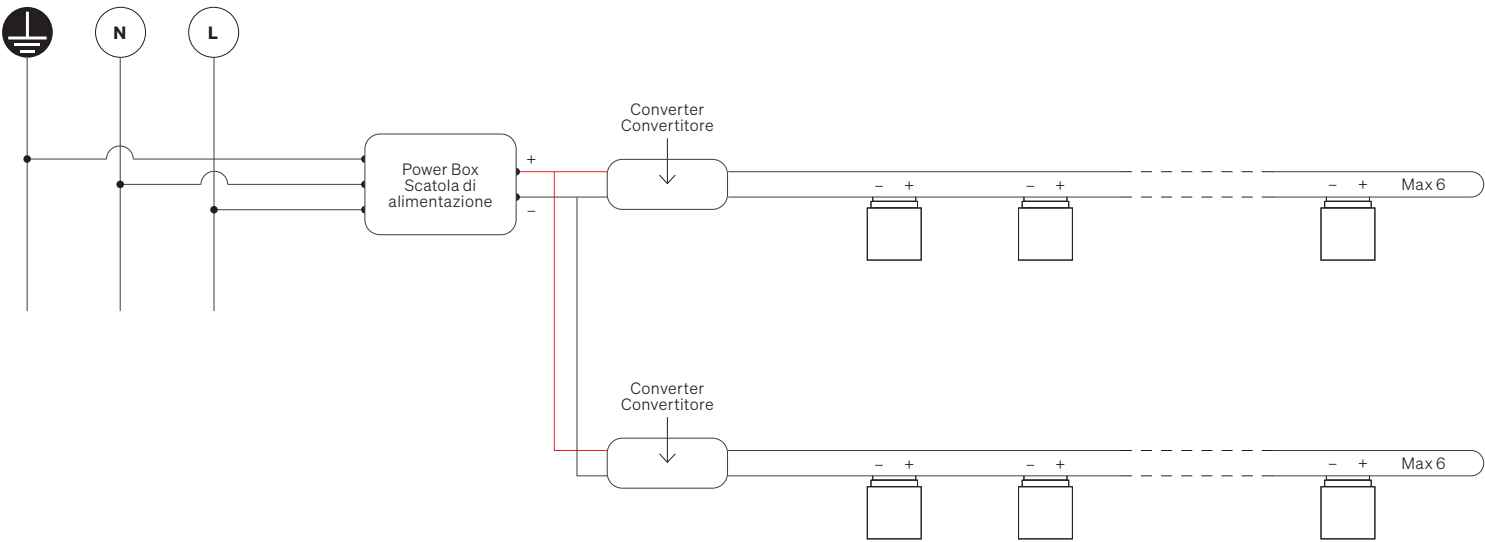 N
L
Converter
Convertitore
Power Box
Scatola di
alimentazione
+
–
– +
– +
– +
Max 6
Converter
Convertitore
– +
– +
– +
Max 6